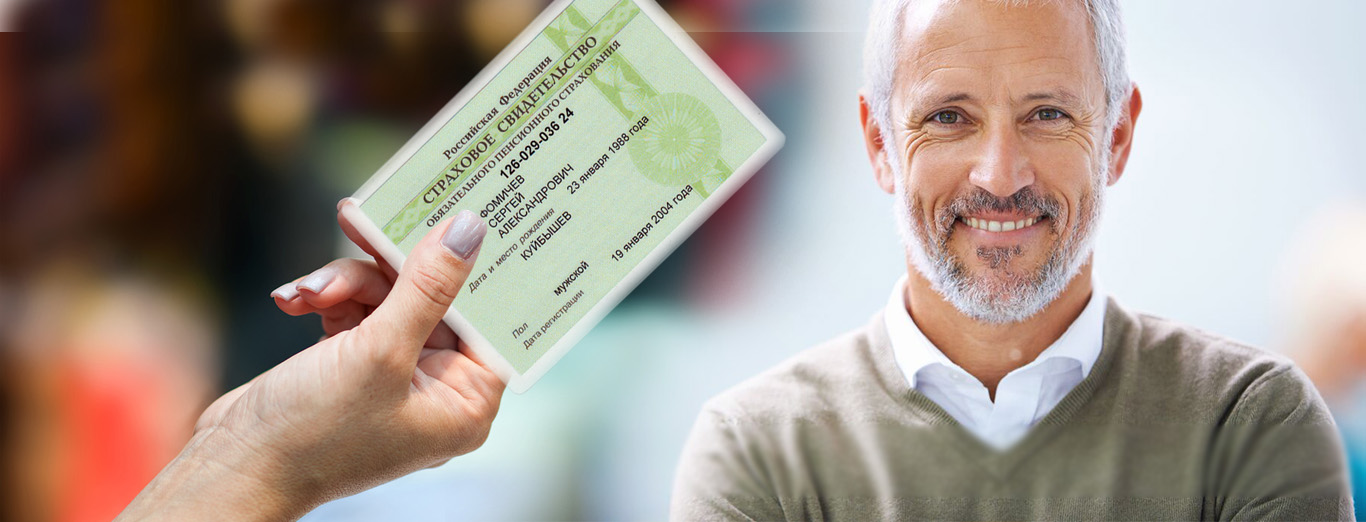 Российская Федерация
СТРАХОВОЕ СВИДЕТЕЛЬСТВО
ОБЯЗАТЕЛЬНОГО ПЕНСИОННОГО СТРАХОВАНИЯ
126-029-036 24
ФОМИЧЕВ
СЕРГЕЙ
АЛЕКСАНДРОВИЧ
Дата и место рождения 23 января 1988 года
КУЙБЫШЕВ
Пол мужской
Дата регистрации 19 января 2004 года